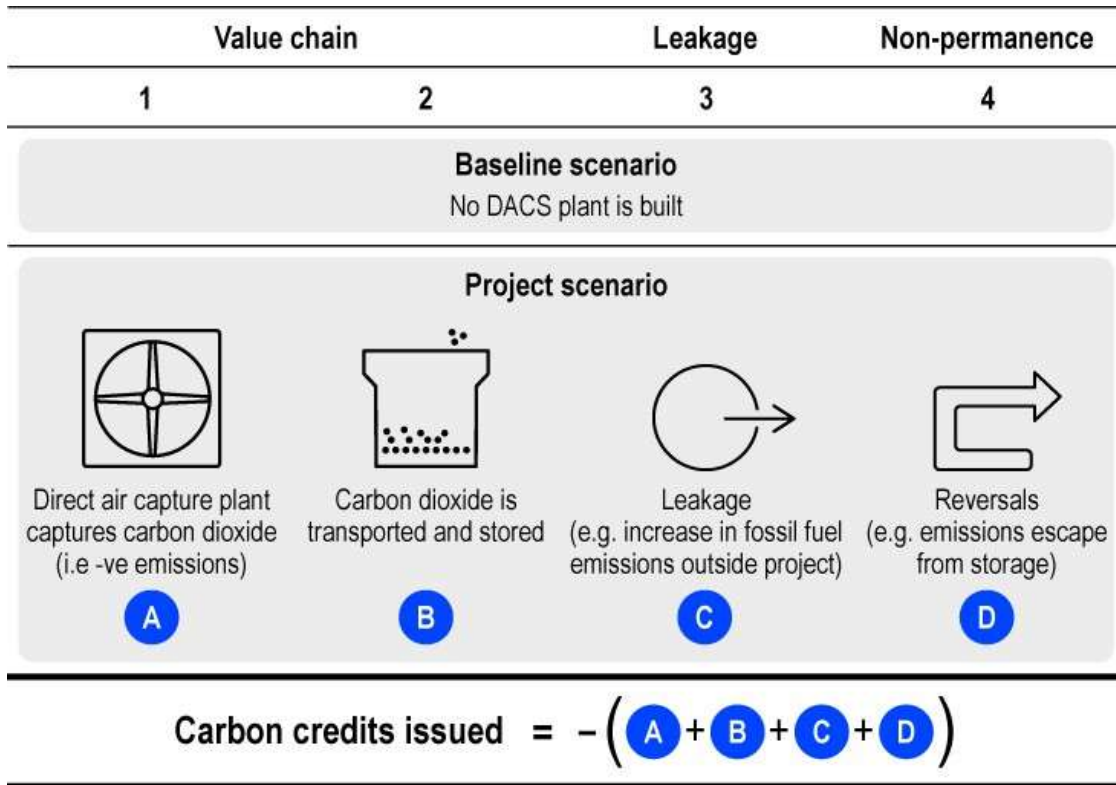 Value chain Leakage Non-permanence
1 2 3 4
Baseline scenario
No DACS plant is built
Project scenario
Direct air capture plant
captures carbon dioxide
(i.e -ve emissions)
A
Carbon dioxide is
transported and stored
B
Leakage
(e.g. increase in fossil fuel
emissions outside project)
C
Reversals
(e.g. emissions escape
from storage)
D
Carbon credits issued = -(A+B+C+D)